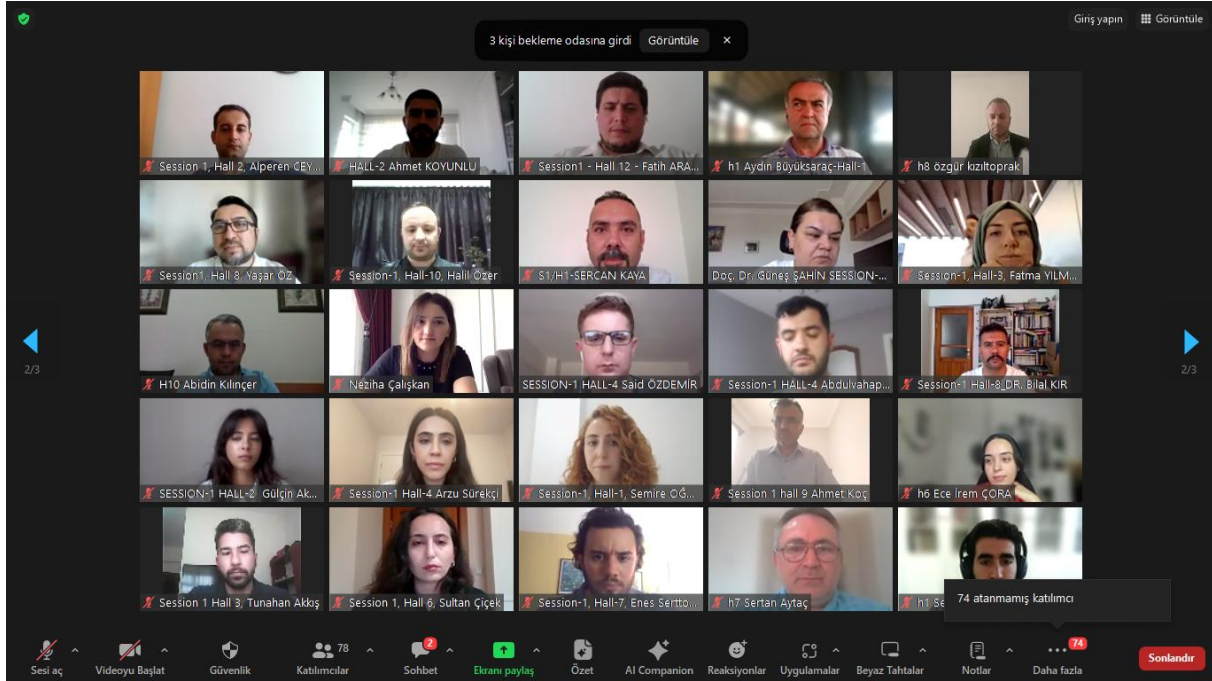 Giriş yapın Görüntüle
3 kişi bekleme odasına girdi Görüntüle ×
Session 1, Hall 2, Alperen CEY...
HALL-2 Ahmet KOYUNLU
Session1 - Hall 12 - Fatih ARA...
h1 Aydın Büyüksaraç-Hall-1
h8 özgür kızıltoprak
Session1, Hall 8, Yaşar ÖZ
Session-1, Hall-10, Halil Özer
S1/H1-SERCAN KAYA
Doç. Dr. Güneş ŞAHİN SESSION-...
Session-1, Hall-3, Fatma YILM...
H10 Abidin Kılınçer
Neziha Çalışkan
SESSION-1 HALL-4 Said ÖZDEMİR
SESSION-1 HALL-4 Abdulvahap...
Session-1 Hall-8_DR. Bilal KIR
2/3
2/3
SESSION-1 HALL-2 Gülçin Ak...
Session-1 Hall-4 Arzu Sürekçi
Session-1, Hall-1, Semire OĞ...
Session 1 hall 9 Ahmet Koç
h6 Ece İrem ÇORA
Session 1 Hall 3, Tunahan Akkış
Session 1, Hall 6, Sultan Çiçek
Session-1, Hall-7, Enes Sertto...
h7 Sertan Aytaç
h1 Se
74 atanmamış katılımcı
78
2
74
Sesi aç
Videoyu Başlat
Güvenlik
Katılımcılar
Sohbet
Ekranı paylaş
Özet
AI Companion
Reaksiyonlar
Uygulamalar
Beyaz Tahtalar
Notlar
Daha fazla
Sonlandır